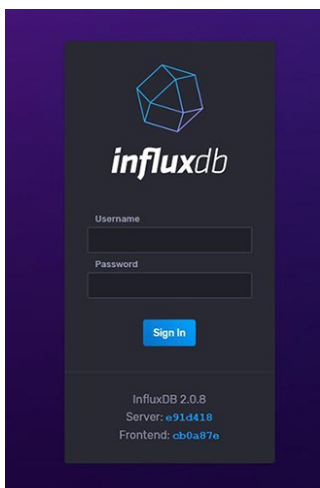 influxdb
Username
Password
Sign In
InfluxDB 2.0.8
Server: e91d418
Frontend: cb0a87e